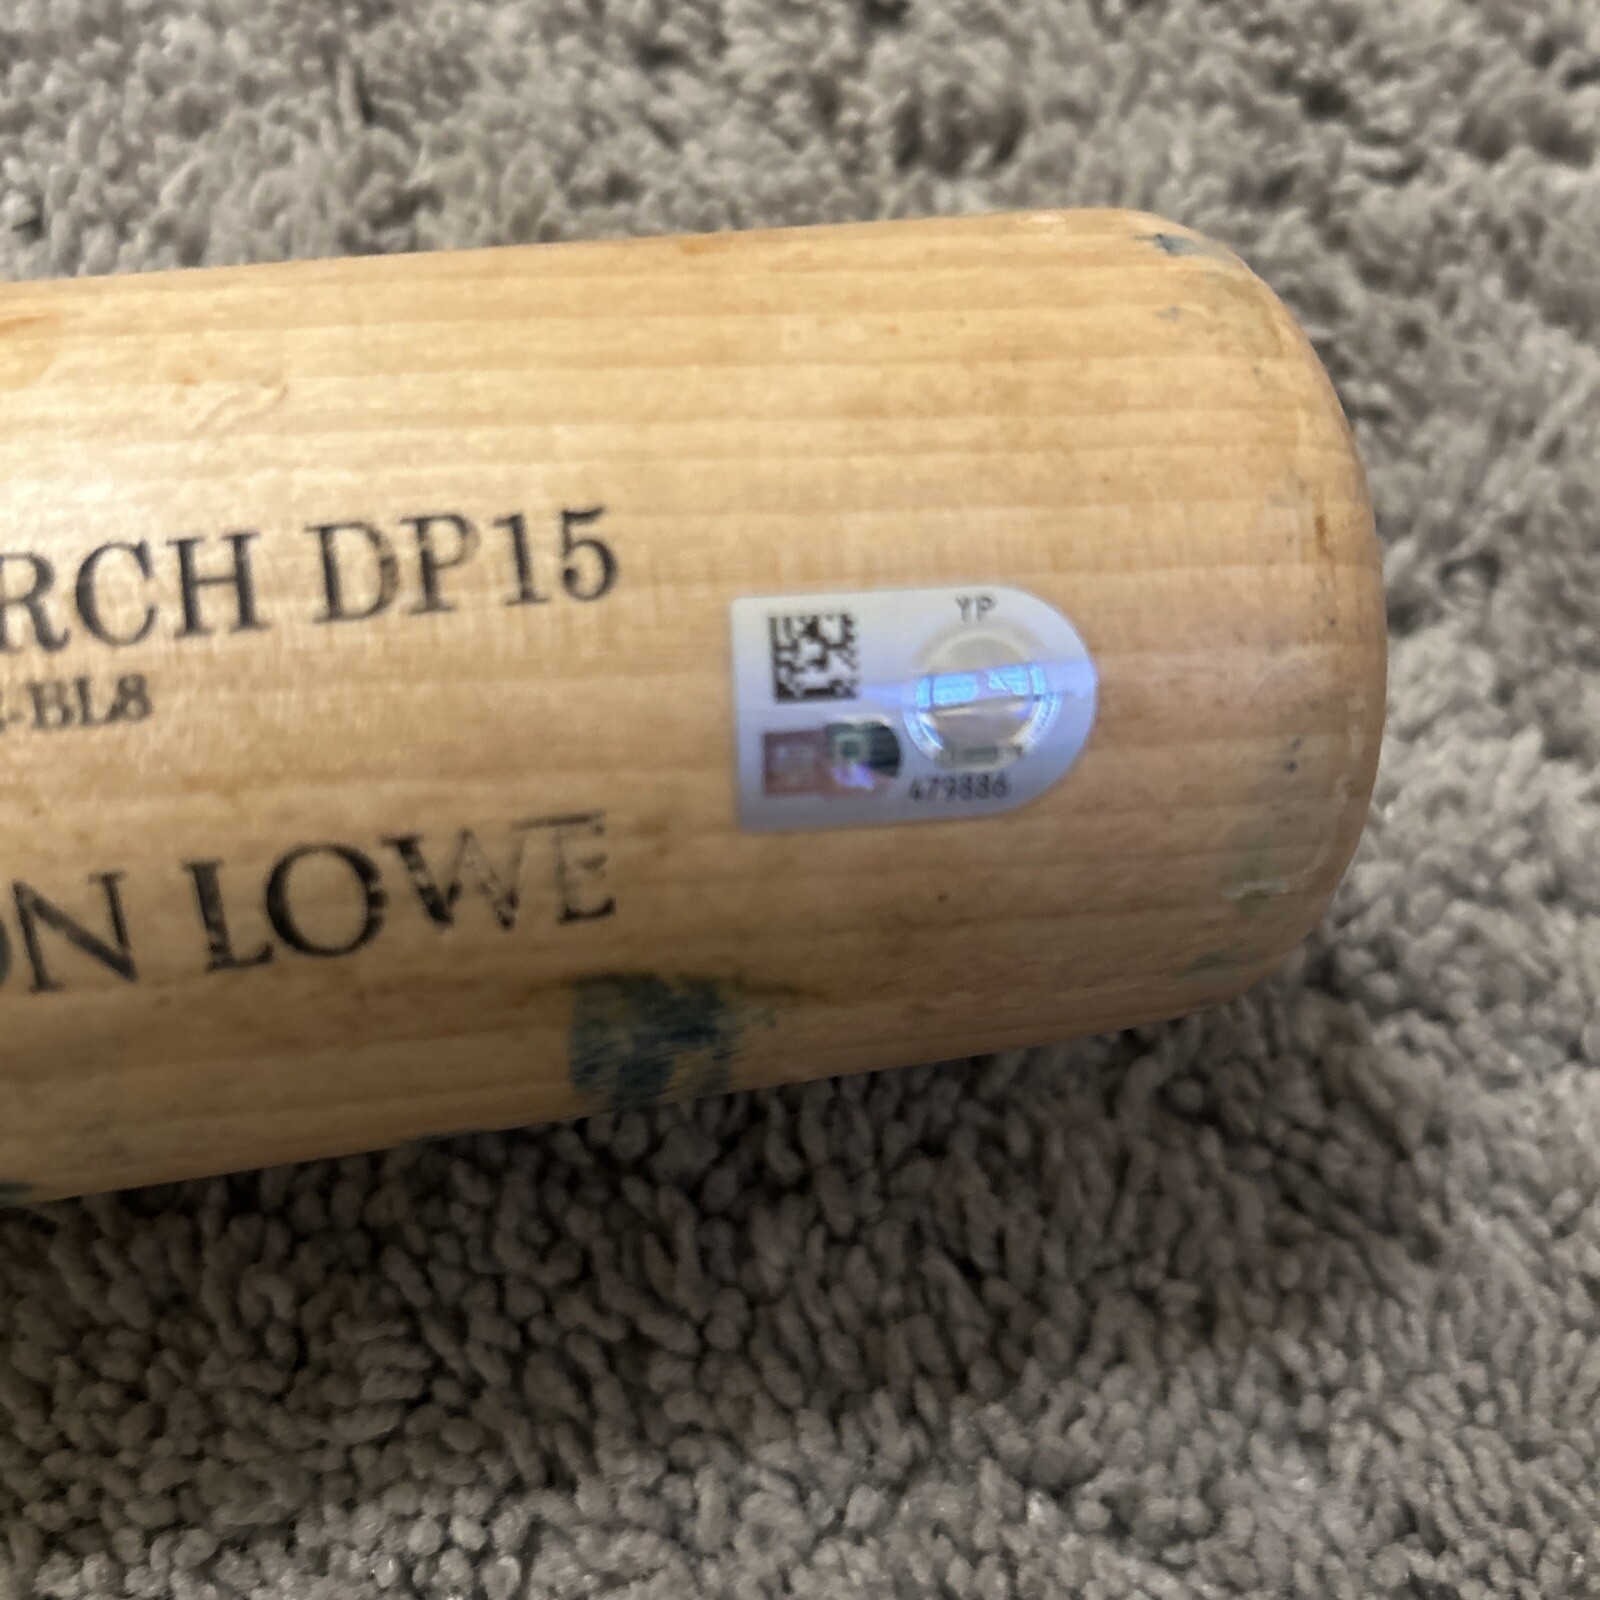 RCH DP15
-BL8
ON LOWE
YP
479886